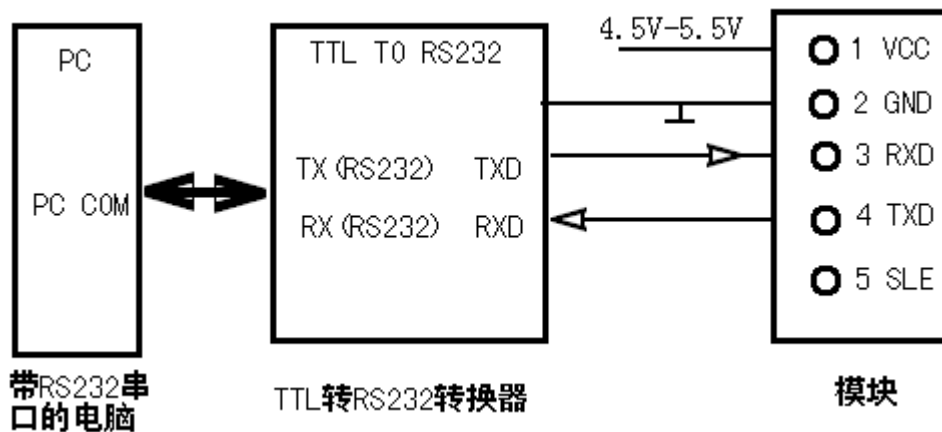 PC
PC COM
带RS232串
口的电脑
TTL TO RS232
TX(RS232) TXD
RX(RS232) RXD
TTL转RS232转换器
4.5V-5.5V
1 VCC
2 GND
3 RXD
4 TXD
5 SLE
模块